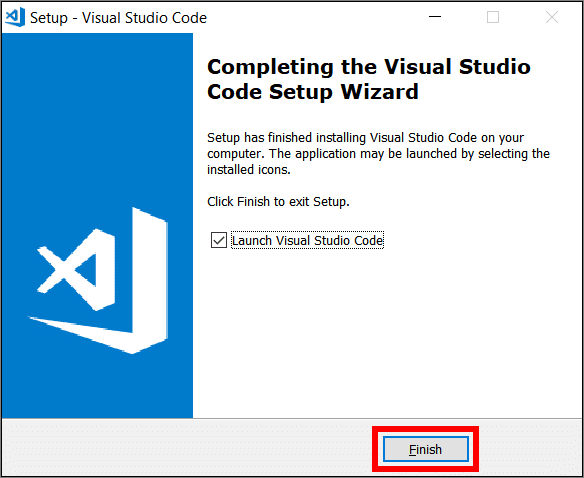 Setup - Visual Studio Code
Completing the Visual Studio
Code Setup Wizard
Setup has finished installing Visual Studio Code on your
computer. The application may be launched by selecting the
installed icons.
Click Finish to exit Setup.
Launch Visual Studio Code
Finish